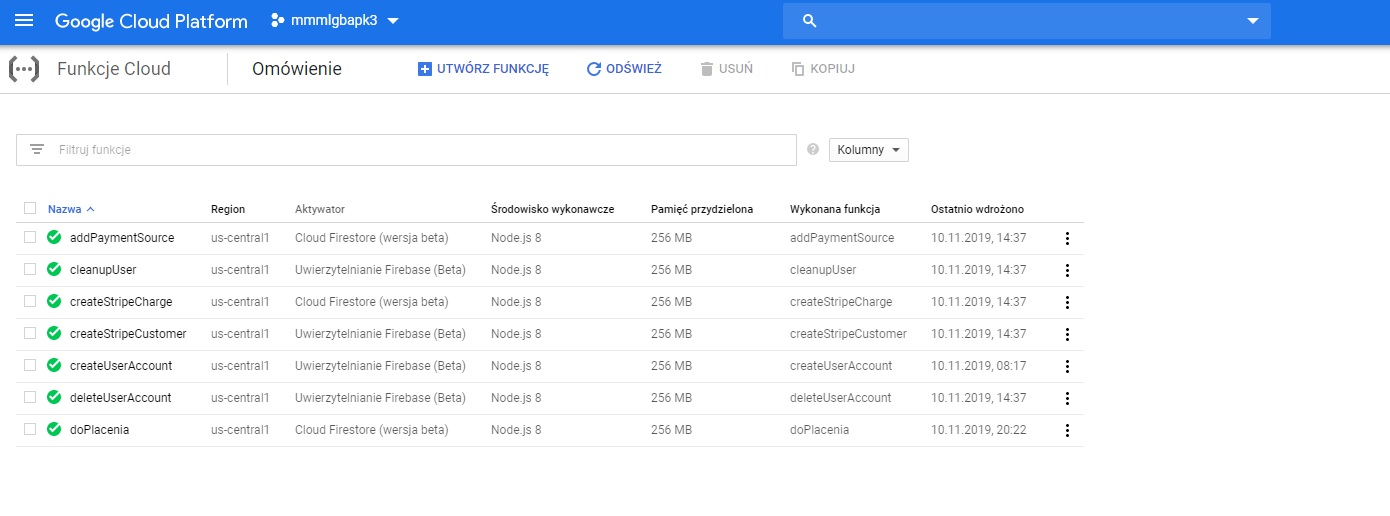 Google Cloud Platform mmmlgbapk3
Funkcje Cloud Omówienie UTWÓRZ FUNKCJĘ ODŚWIEŻ USUŃ KOPIUJ
Filtruj funkcje ? Kolumny
Nazwa Region Aktywator Środowisko wykonawcze Pamięć przydzielona Wykonana funkcja Ostatnio wdrożono
addPaymentSource us-central1 Cloud Firestore (wersja beta) Node.js 8 256 MB addPaymentSource 10.11.2019, 14:37
cleanupUser us-central1 Uwierzytelnianie Firebase (Beta) Node.js 8 256 MB cleanupUser 10.11.2019, 14:37
createStripeCharge us-central1 Cloud Firestore (wersja beta) Node.js 8 256 MB createStripeCharge 10.11.2019, 14:37
createStripeCustomer us-central1 Uwierzytelnianie Firebase (Beta) Node.js 8 256 MB createStripeCustomer 10.11.2019, 14:37
createUserAccount us-central1 Uwierzytelnianie Firebase (Beta) Node.js 8 256 MB createUserAccount 10.11.2019, 08:17
deleteUserAccount us-central1 Uwierzytelnianie Firebase (Beta) Node.js 8 256 MB deleteUserAccount 10.11.2019, 14:37
doPlacenia us-central1 Cloud Firestore (wersja beta) Node.js 8 256 MB doPlacenia 10.11.2019, 20:22